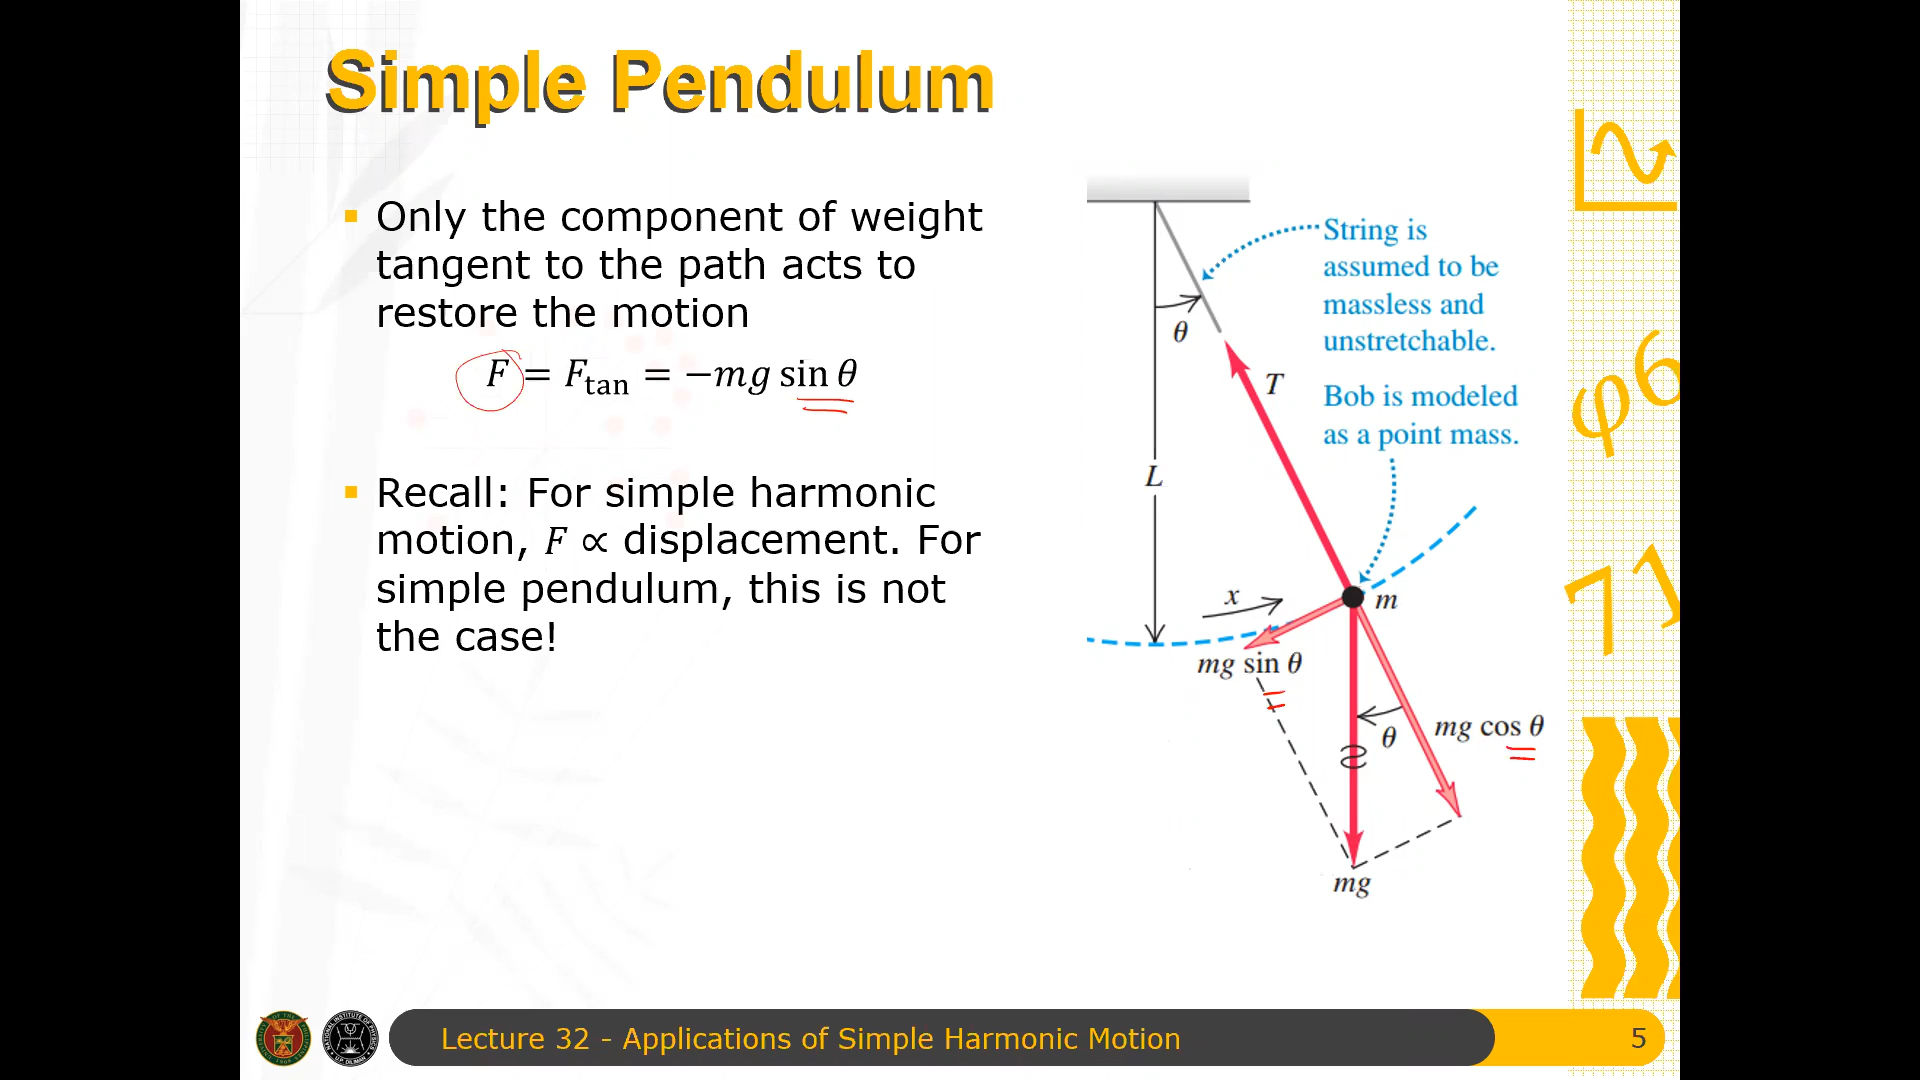 Simple Pendulum
Only the component of weight
tangent to the path acts to
restore the motion
F = F_tan = −mg sin θ
Recall: For simple harmonic
motion, F ∝ displacement. For
simple pendulum, this is not
the case!
String is
assumed to be
massless and
unstretchable.
θ
T
Bob is modeled
as a point mass.
L
x
m
mg sin θ
mg cos θ
θ
mg
φ6
71
Lecture 32 - Applications of Simple Harmonic Motion
5